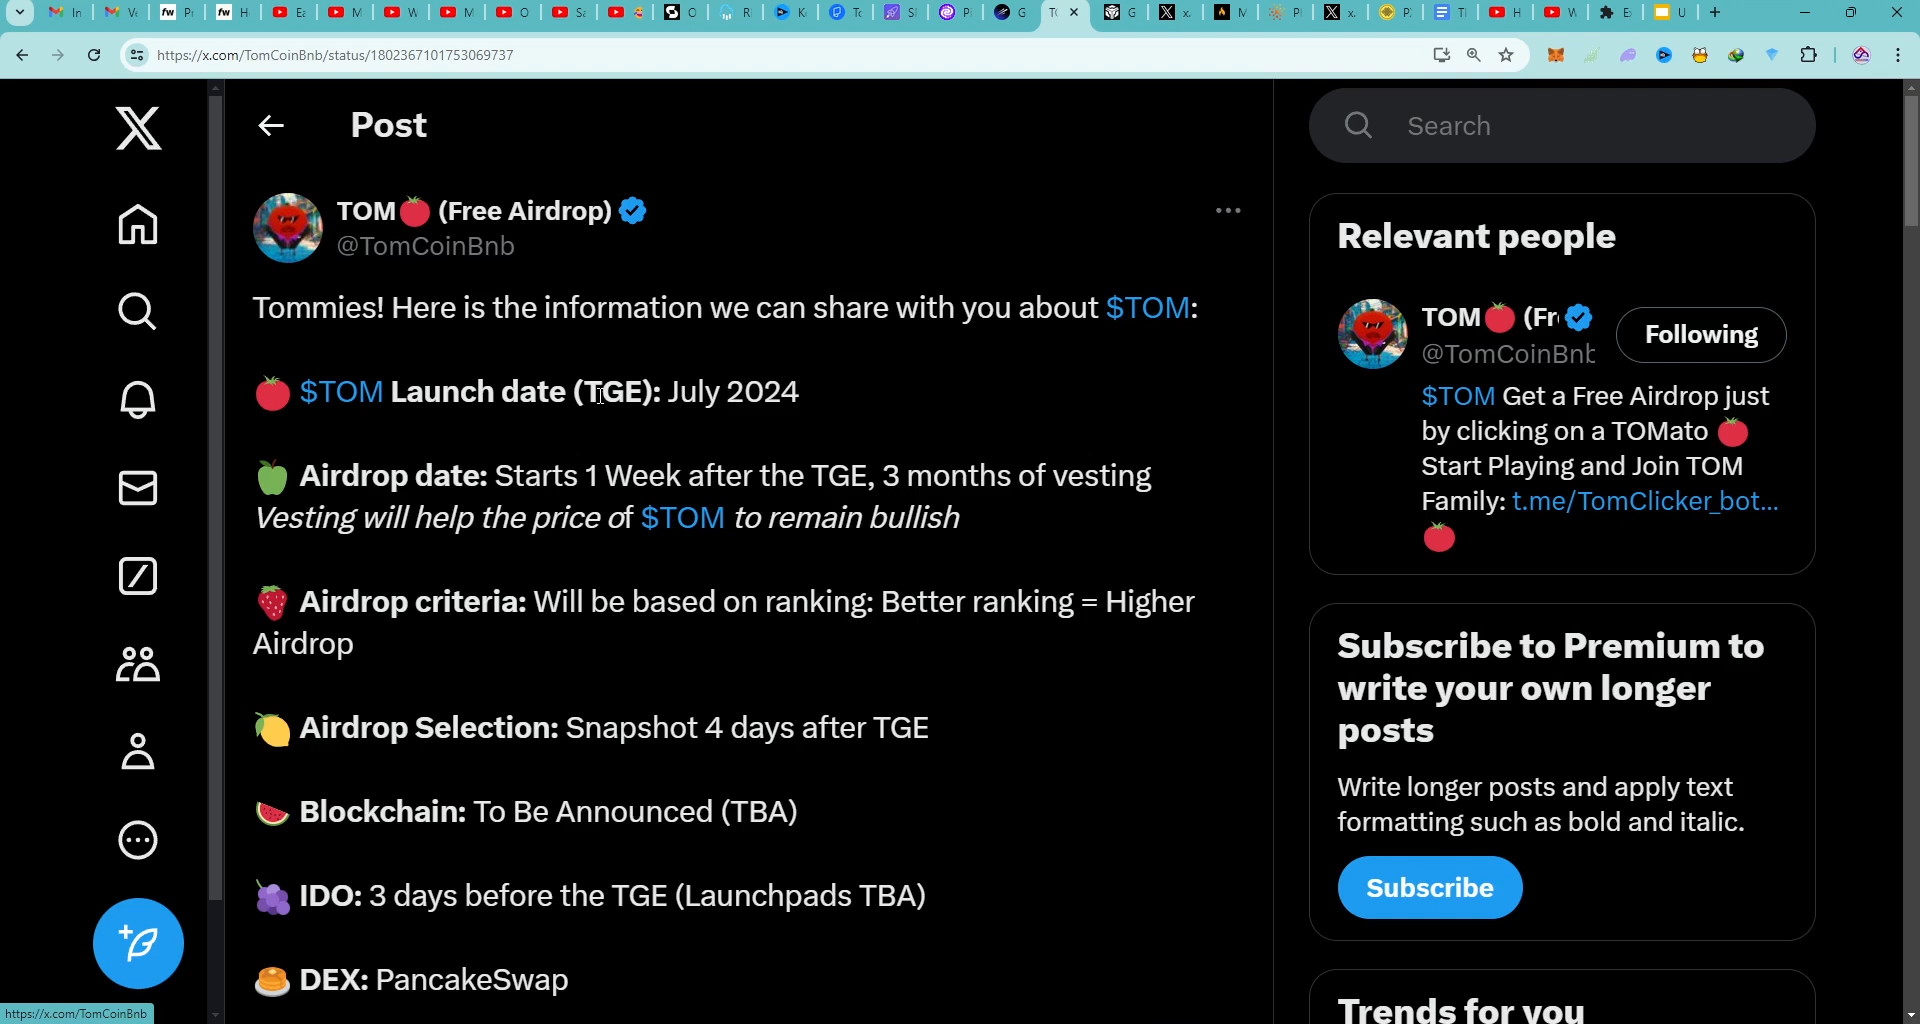 https://x.com/TomCoinBnb/status/1802367101753069737
Post
TOM🍅 (Free Airdrop)
@TomCoinBnb
Tommies! Here is the information we can share with you about $TOM:
🍅 $TOM Launch date (TGE): July 2024
🍏 Airdrop date: Starts 1 Week after the TGE, 3 months of vesting
Vesting will help the price of $TOM to remain bullish
🍓 Airdrop criteria: Will be based on ranking: Better ranking = Higher
Airdrop
🍋 Airdrop Selection: Snapshot 4 days after TGE
🍉 Blockchain: To Be Announced (TBA)
🍇 IDO: 3 days before the TGE (Launchpads TBA)
🥞 DEX: PancakeSwap
Search
Relevant people
TOM🍅 (Fr
@TomCoinBnb
Following
$TOM Get a Free Airdrop just
by clicking on a TOMato 🍅
Start Playing and Join TOM
Family: t.me/TomClicker_bot...
🍅
Subscribe to Premium to
write your own longer
posts
Write longer posts and apply text
formatting such as bold and italic.
Subscribe
Trends for you
https://x.com/TomCoinBnb